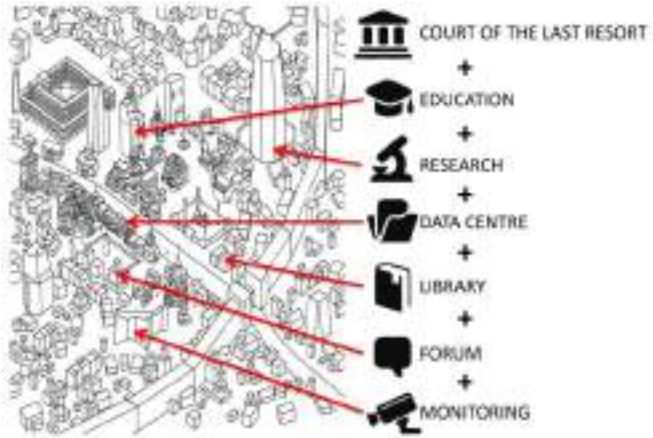 COURT OF THE LAST RESORT
+
EDUCATION
+
RESEARCH
+
DATA CENTRE
+
LIBRARY
+
FORUM
+
MONITORING